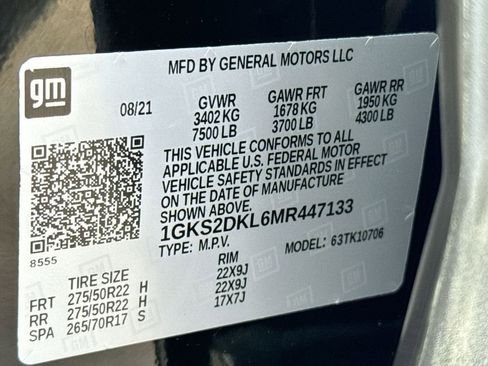 MFD BY GENERAL MOTORS LLC
gm
08/21 GVWR GAWR FRT GAWR RR
3402 KG 1678 KG 1950 KG
7500 LB 3700 LB 4300 LB
THIS VEHICLE CONFORMS TO ALL
APPLICABLE U.S. FEDERAL MOTOR
VEHICLE SAFETY STANDARDS IN EFFECT
ON THE DATE OF MANUFACTURE
SHOWN ABOVE.
1GKS2DKL6MR447133
8555 TYPE: M.P.V. MODEL: 63TK10706
TIRE SIZE RIM
FRT 275/50R22 H 22X9J
RR 275/50R22 H 22X9J
SPA 265/70R17 S 17X7J